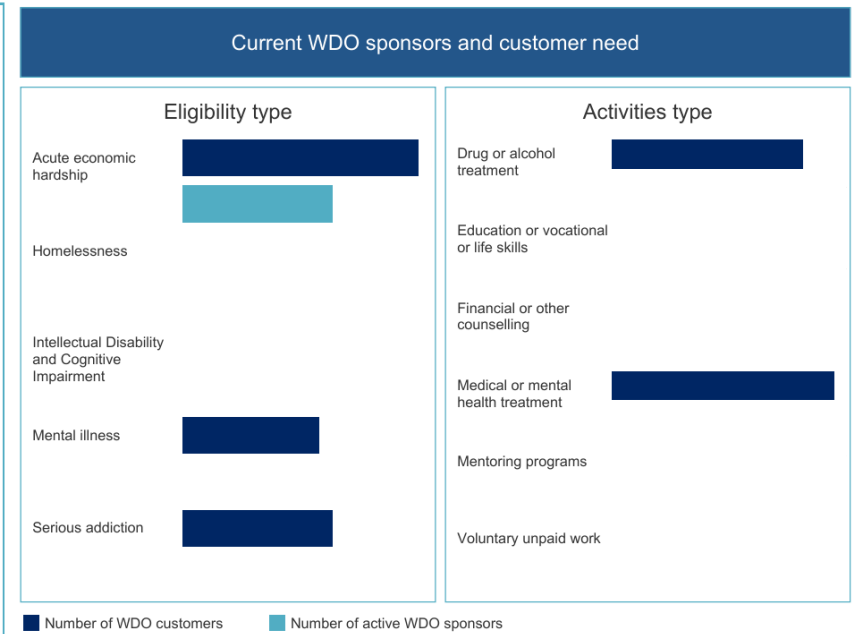 Current WDO sponsors and customer need
Eligibility type
Acute economic
hardship
Homelessness
Intellectual Disability
and Cognitive
Impairment
Mental illness
Serious addiction
Activities type
Drug or alcohol
treatment
Education or vocational
or life skills
Financial or other
counselling
Medical or mental
health treatment
Mentoring programs
Voluntary unpaid work
Number of WDO customers
Number of active WDO sponsors